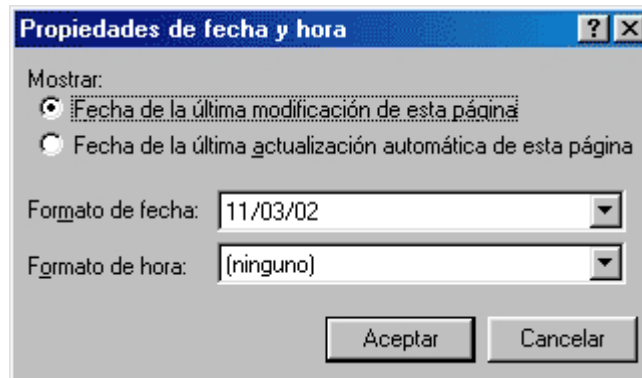 Propiedades de fecha y hora
Mostrar:
Fecha de la última modificación de esta página
Fecha de la última actualización automática de esta página
Formato de fecha: 11/03/02
Formato de hora: (ninguno)
Aceptar Cancelar